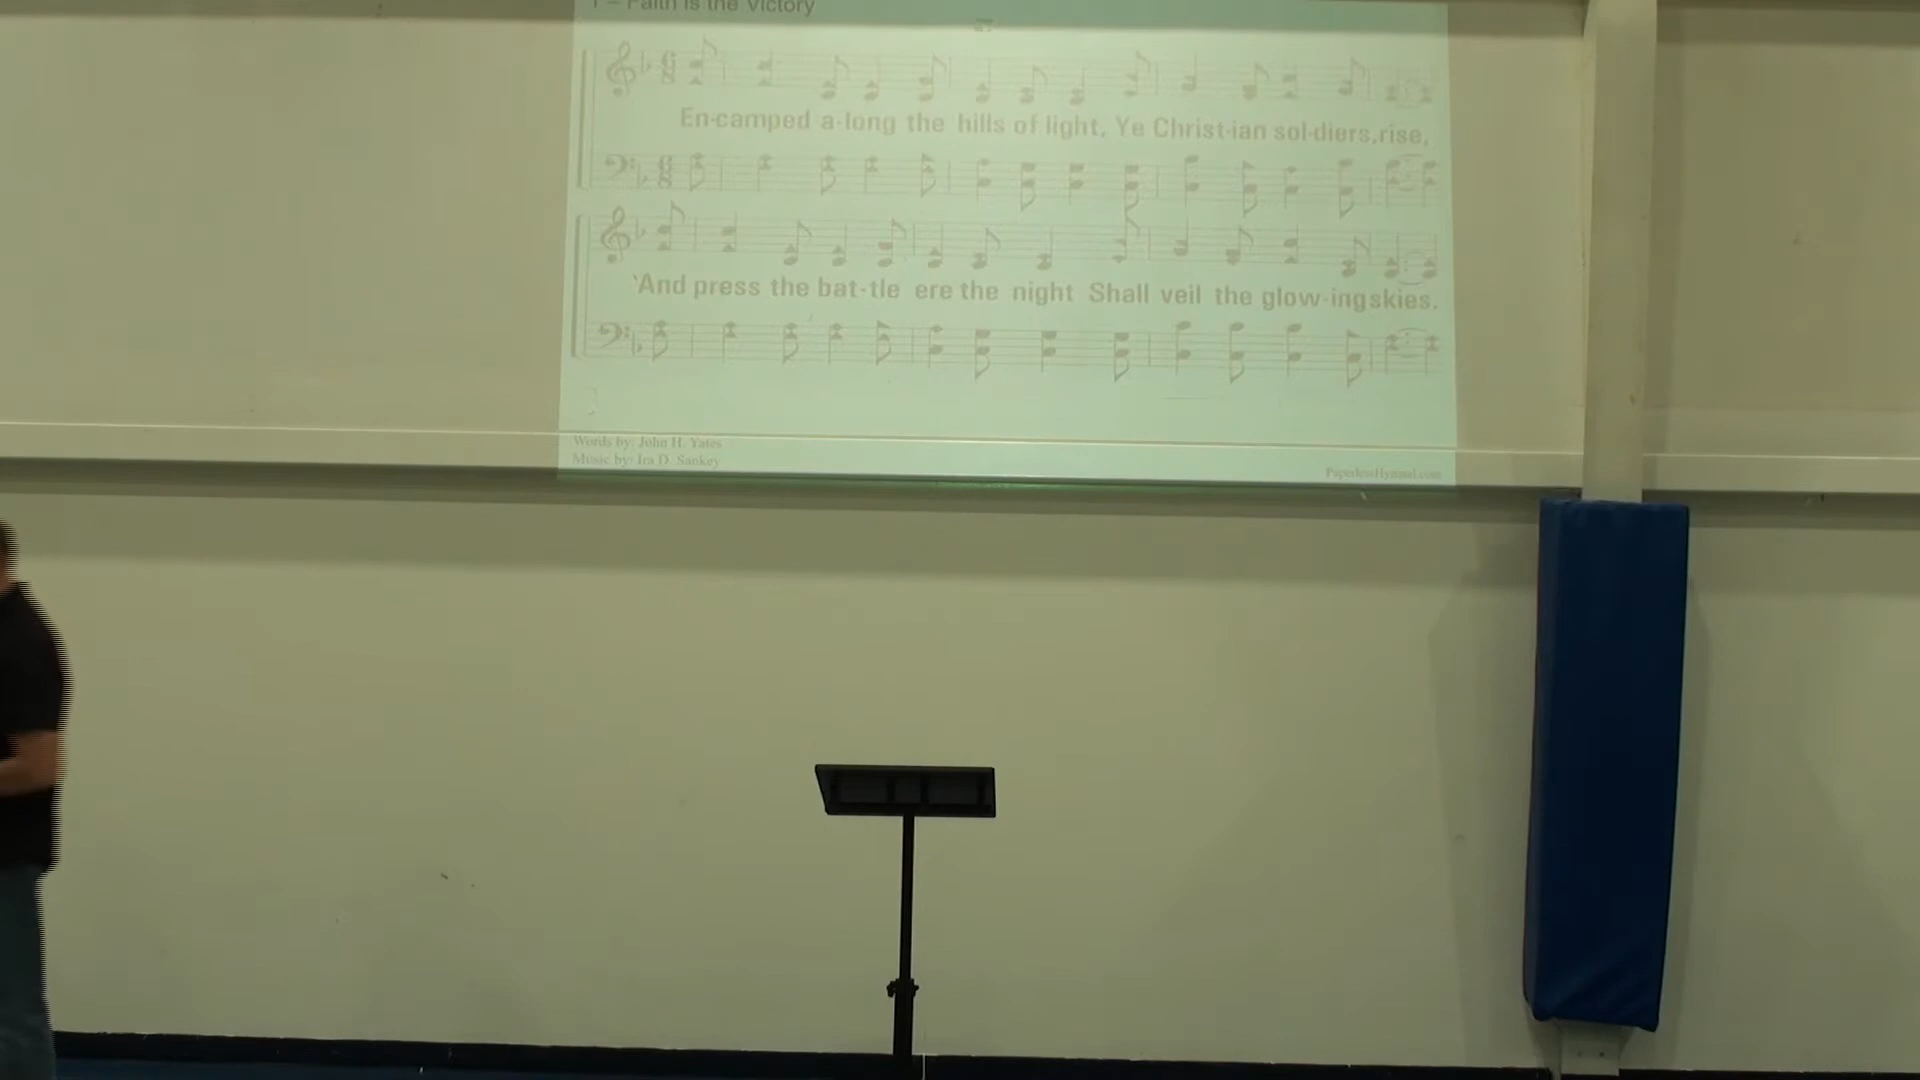 1 – Faith is the Victory
En-camped a-long the hills of light, Ye Christ-ian sol-diers, rise,
'And press the bat-tle ere the night Shall veil the glow-ing skies.
Words by: John H. Yates
Music by: Ira D. Sankey
PaperlessHymnal.com